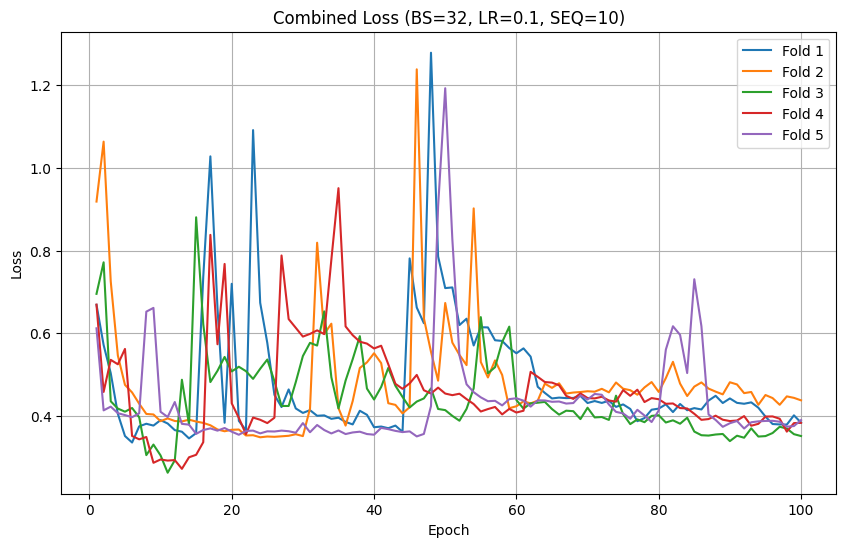 Combined Loss (BS=32, LR=0.1, SEQ=10)
Fold 1
Fold 2
Fold 3
Fold 4
Fold 5
Loss
1.2
1.0
0.8
0.6
0.4
0 20 40 60 80 100
Epoch